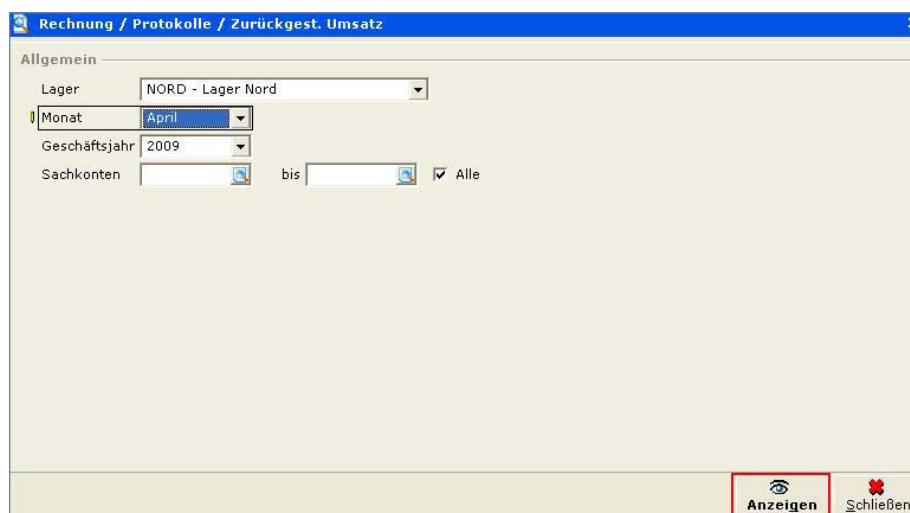 Rechnung / Protokolle / Zurückgest. Umsatz
Allgemein
Lager NORD - Lager Nord
Monat April
Geschäftsjahr 2009
Sachkonten bis Alle
Anzeigen Schließen